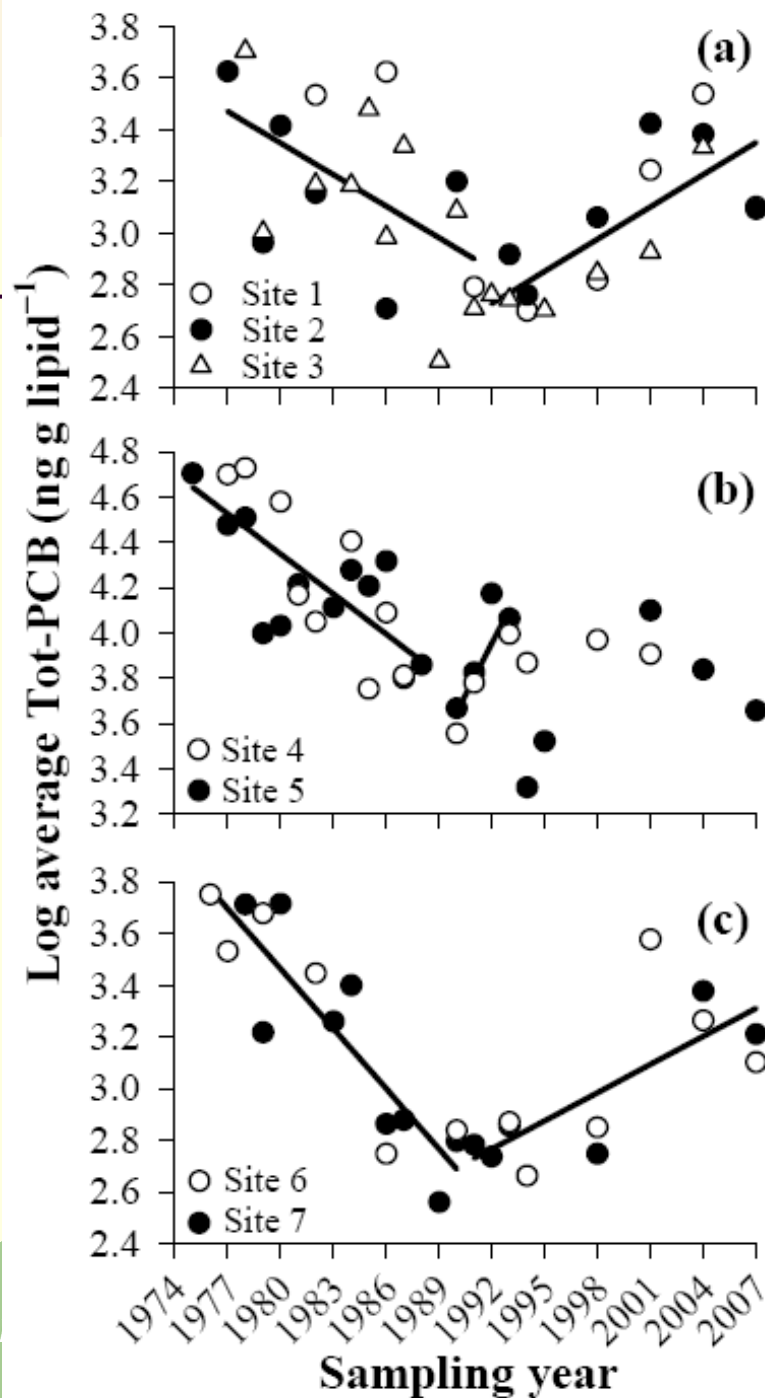 Log average Tot-PCB (ng g lipid⁻¹)
(a)
3.8
3.6
3.4
3.2
3.0
2.8
2.6
2.4
Site 1
Site 2
Site 3
(b)
4.8
4.6
4.4
4.2
4.0
3.8
3.6
3.4
3.2
Site 4
Site 5
(c)
3.8
3.6
3.4
3.2
3.0
2.8
2.6
2.4
Site 6
Site 7
1974 1977 1980 1983 1986 1989 1992 1995 1998 2001 2004 2007
Sampling year